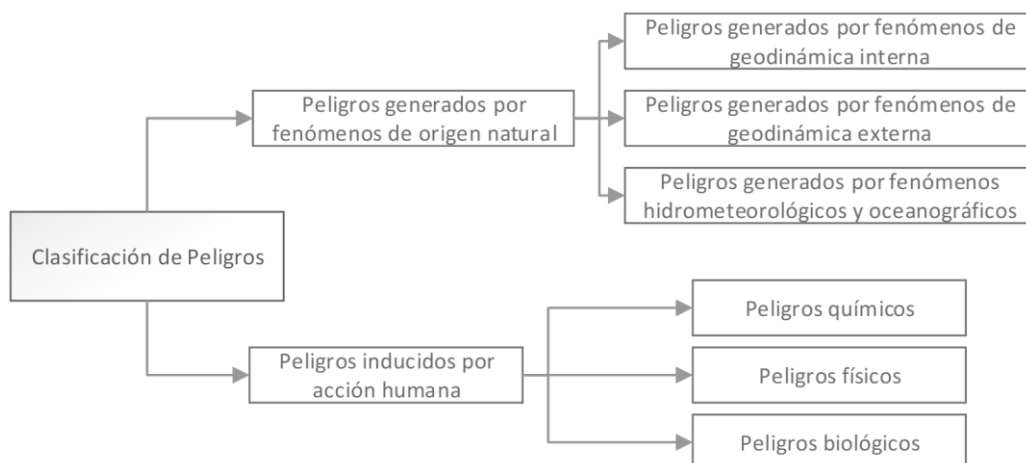 Peligros generados por fenómenos de
geodinámica interna
Peligros generados por
fenómenos de origen natural
Peligros generados por fenómenos de
geodinámica externa
Peligros generados por fenómenos
hidrometeorológicos y oceanográficos
Clasificación de Peligros
Peligros químicos
Peligros inducidos por
acción humana
Peligros físicos
Peligros biológicos